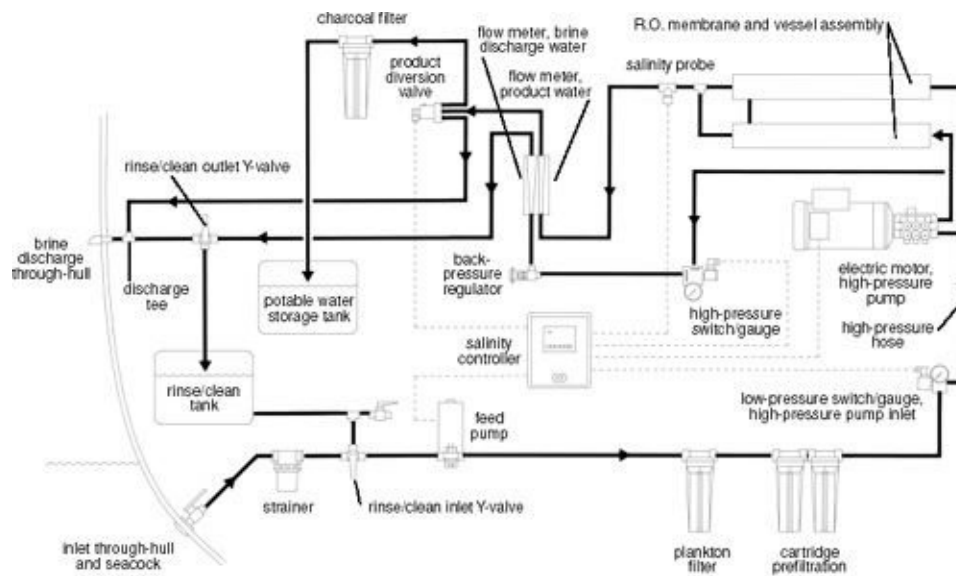 charcoal filter
flow meter, brine
discharge water
R.O. membrane and vessel assembly
product
diversion
valve
flow meter,
product water
salinity probe
rinse/clean outlet Y-valve
brine
discharge
through-hull
discharge
tee
potable water
storage tank
back-
pressure
regulator
high-pressure
switch/gauge
electric motor,
high-pressure
pump
high-pressure
hose
salinity
controller
rinse/clean
tank
feed
pump
low-pressure switch/gauge,
high-pressure pump inlet
strainer
rinse/clean inlet Y-valve
inlet through-hull
and seacock
plankton
filter
cartridge
prefiltration